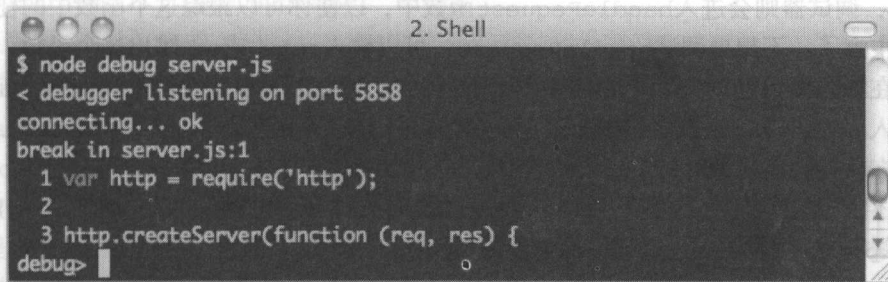 2. Shell
$ node debug server.js
< debugger listening on port 5858
connecting... ok
break in server.js:1
  1 var http = require('http');
  2
  3 http.createServer(function (req, res) {
debug>